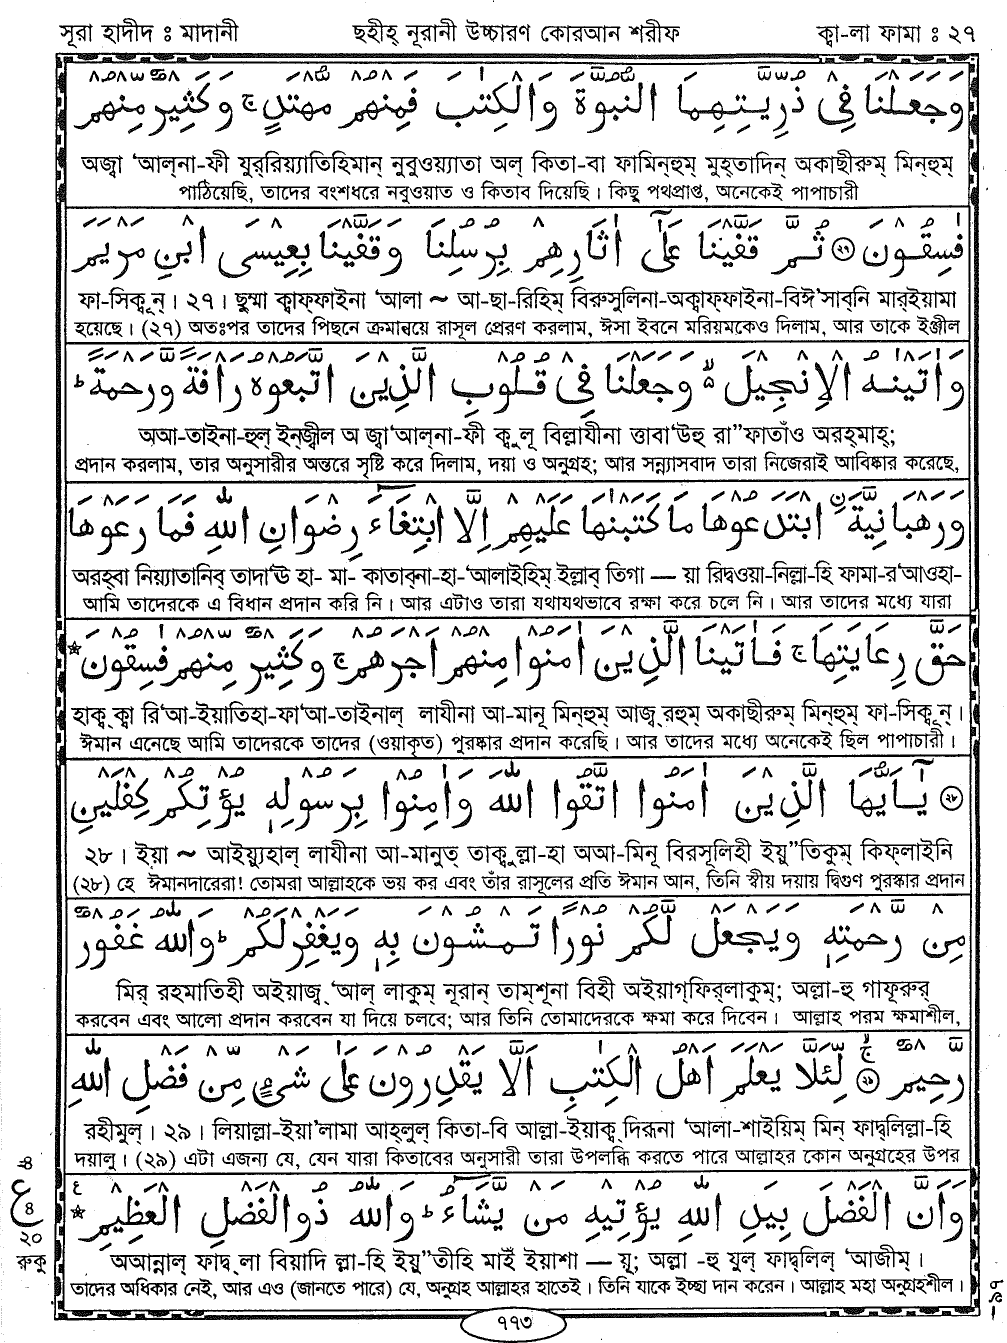 সূরা হাদীদ ঃ মাদানী
ছহীহ্ নূরানী উচ্চারণ কোরআন শরীফ
ক্বা-লা ফামা ঃ ২৭
وَجَعَلْنَا فِىْ ذُرِّيَّتِهِمَا النُّبُوَّةَ وَالْكِتٰبَ فَمِنْهُمْ مُّهْتَدٍ ج وَكَثِيْرٌ مِّنْهُمْ
অজ্বা 'আল্‌না-ফী যুর্‌রিয়্যাতিহিমান্ নুবুওয়্যাতা অল্ কিতা-বা ফামিন্‌হুম্ মুহ্‌তাদিন্ অকাছীরুম্ মিন্‌হুম্
পাঠিয়েছি, তাদের বংশধরে নবুওয়াত ও কিতাব দিয়েছি। কিছু পথপ্রাপ্ত, অনেকেই পাপাচারী
فٰسِقُوْنَ ۝٢٦ ثُمَّ قَفَّيْنَا عَلٰٓى اٰثَارِهِمْ بِرُسُلِنَا وَقَفَّيْنَا بِعِيْسَى ابْنِ مَرْيَمَ
ফা-সিক্বূন্। ২৭। ছুম্মা ক্বাফ্‌ফাইনা 'আলা ~ আ-ছা-রিহিম্ বিরুসুলিনা-অক্বাফ্‌ফাইনা-বিঈ'সাব্‌নি মার্‌ইয়ামা
হয়েছে। (২৭) অতঃপর তাদের পিছনে ক্রমান্বয়ে রাসূল প্রেরণ করলাম, ঈসা ইবনে মরিয়মকেও দিলাম, আর তাকে ইঞ্জীল
وَاٰتَيْنٰهُ الْاِنْجِيْلَ ۙ۬ وَجَعَلْنَا فِىْ قُلُوْبِ الَّذِيْنَ اتَّبَعُوْهُ رَاْفَةً وَّرَحْمَةً ط
অআ-তাইনা-হুল্ ইন্‌জ্বীল অ জ্বা'আল্‌না-ফী ক্বুলূ বিল্লাযীনা ত্তাবা'উহু রা"ফাতাঁও অরহ্‌মাহ্;
প্রদান করলাম, তার অনুসারীর অন্তরে সৃষ্টি করে দিলাম, দয়া ও অনুগ্রহ; আর সন্ন্যাসবাদ তারা নিজেরাই আবিষ্কার করেছে,
وَرَهْبَانِيَّةَ ۨ ابْتَدَعُوْهَا مَا كَتَبْنٰهَا عَلَيْهِمْ اِلَّا ابْتِغَآءَ رِضْوَانِ اللّٰهِ فَمَا رَعَوْهَا
অরহ্‌বা নিয়্যাতানিব্ তাদা'ঊ হা- মা- কাতাব্‌না-হা-'আলাইহিম্ ইল্লাব্ তিগা — য়া রিদ্বওয়া-নিল্লা-হি ফামা-র'আওহা-
আমি তাদেরকে এ বিধান প্রদান করি নি। আর এটাও তারা যথাযথভাবে রক্ষা করে চলে নি। আর তাদের মধ্যে যারা
حَقَّ رِعَايَتِهَا ج فَاٰتَيْنَا الَّذِيْنَ اٰمَنُوْا مِنْهُمْ اَجْرَهُمْ ج وَكَثِيْرٌ مِّنْهُمْ فٰسِقُوْنَ
হাক্বক্বা রি'আ-ইয়াতিহা-ফা'আ-তাইনাল্ লাযীনা আ-মানূ মিন্‌হুম্ আজ্ব্‌রহুম্ অকাছীরুম্ মিন্‌হুম্ ফা-সিক্বূন্।
ঈমান এনেছে আমি তাদেরকে তাদের (ওয়াকৃত) পুরষ্কার প্রদান করেছি। আর তাদের মধ্যে অনেকেই ছিল পাপাচারী।
۝٢٨ يٰٓاَيُّهَا الَّذِيْنَ اٰمَنُوا اتَّقُوا اللّٰهَ وَاٰمِنُوْا بِرَسُوْلِهٖ يُؤْتِكُمْ كِفْلَيْنِ
২৮। ইয়া ~ আইয়্যুহাল্ লাযীনা আ-মানুত্ তাক্বুল্লা-হা অআ-মিনূ বিরসূলিহী ইয়ু"তিকুম্ কিফ্‌লাইনি
(২৮) হে ঈমানদারেরা! তোমরা আল্লাহকে ভয় কর এবং তাঁর রাসূলের প্রতি ঈমান আন, তিনি স্বীয় দয়ায় দ্বিগুণ পুরস্কার প্রদান
مِنْ رَّحْمَتِهٖ وَيَجْعَلْ لَّكُمْ نُوْرًا تَمْشُوْنَ بِهٖ وَيَغْفِرْ لَكُمْ ط وَاللّٰهُ غَفُوْرٌ
মির্ রহমাতিহী অইয়াজ্ব্ 'আল্ লাকুম্ নূরান্ তাম্‌শূনা বিহী অইয়াগ্‌ফির্‌লাকুম্; অল্লা-হু গাফূরুর্
করবেন এবং আলো প্রদান করবেন যা দিয়ে চলবে; আর তিনি তোমাদেরকে ক্ষমা করে দিবেন। আল্লাহ পরম ক্ষমাশীল,
رَّحِيْمٌ ۝٢٨ لِّئَلَّا يَعْلَمَ اَهْلُ الْكِتٰبِ اَلَّا يَقْدِرُوْنَ عَلٰى شَىْءٍ مِّنْ فَضْلِ اللّٰهِ
রহীমুল্। ২৯। লিয়াল্লা-ইয়া'লামা আহ্‌লুল্ কিতা-বি আল্লা-ইয়াক্ব্‌দিরূনা 'আলা-শাইয়িম্ মিন্ ফাদ্বলিল্লা-হি
দয়ালু। (২৯) এটা এজন্য যে, যেন যারা কিতাবের অনুসারী তারা উপলব্ধি করতে পারে আল্লাহর কোন অনুগ্রহের উপর
وَاَنَّ الْفَضْلَ بِيَدِ اللّٰهِ يُؤْتِيْهِ مَنْ يَّشَآءُ ط وَاللّٰهُ ذُو الْفَضْلِ الْعَظِيْمِ
অআন্নাল্ ফাদ্ব্‌লা বিয়াদি ল্লা-হি ইয়ু"তীহি মাইঁ ইয়াশা — য়ু; অল্লা -হু যুল্ ফাদ্বলিল্ 'আজীম্।
তাদের অধিকার নেই, আর এও (জানতে পারে) যে, অনুগ্রহ আল্লাহর হাতেই। তিনি যাকে ইচ্ছা দান করেন। আল্লাহ মহা অনুগ্রহশীল।
ع
৪
২০
রুকু
৭৭৩